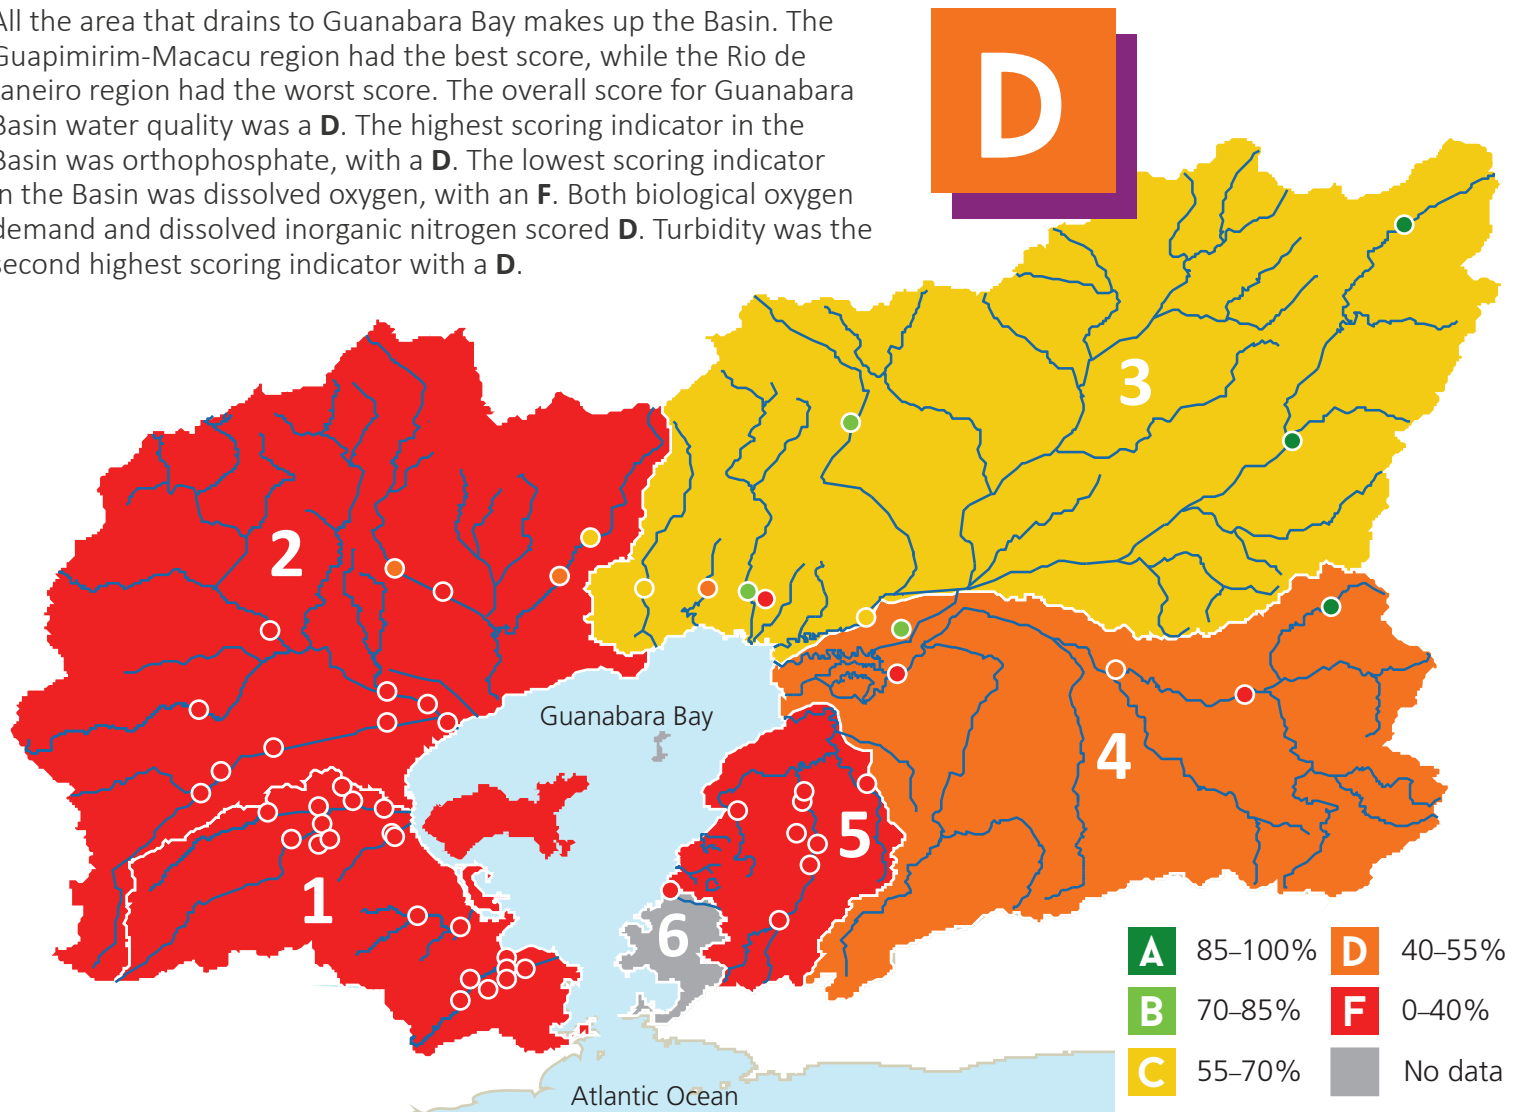 All the area that drains to Guanabara Bay makes up the Basin. The
Guapimirim-Macacu region had the best score, while the Rio de
Janeiro region had the worst score. The overall score for Guanabara
Basin water quality was a D. The highest scoring indicator in the
Basin was orthophosphate, with a D. The lowest scoring indicator
in the Basin was dissolved oxygen, with an F. Both biological oxygen
demand and dissolved inorganic nitrogen scored D. Turbidity was the
second highest scoring indicator with a D.
D
3
2
Guanabara Bay
4
5
1
6
A 85–100%
D 40–55%
B 70–85%
F 0–40%
C 55–70%
No data
Atlantic Ocean